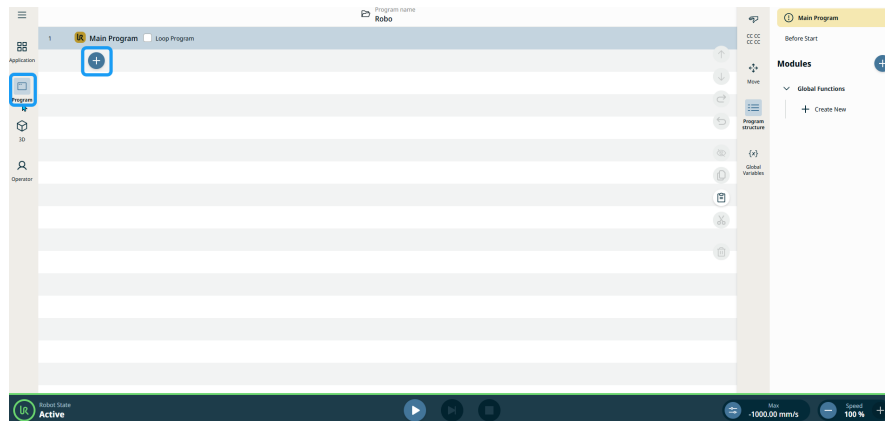 Program name
Robo
1 Main Program Loop Program
Application
Program
3D
Operator
CC CC
CC CC
Move
Program
structure
{x}
Global
Variables
Main Program
Before Start
Modules
Global Functions
Create New
Robot State
Active
Max
-1000.00 mm/s
Speed
100 %